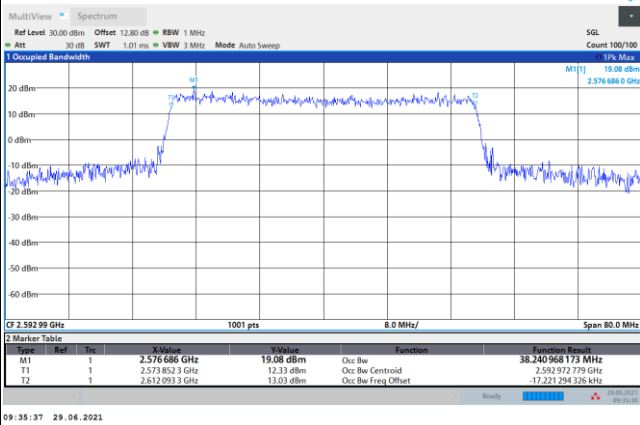 MultiView Spectrum
Ref Level 30.00 dBm Offset 12.80 dB RBW 1 MHz SGL
Att 30 dB SWT 1.01 ms VBW 3 MHz Mode Auto Sweep Count 100/100
1 Occupied Bandwidth 1Pk Max
M1[1] 19.08 dBm
2.576 686 0 GHz
M1
T1 T2
20 dBm
10 dBm
0 dBm
-10 dBm
-20 dBm
-30 dBm
-40 dBm
-50 dBm
-60 dBm
CF 2.592 99 GHz 1001 pts 8.0 MHz/ Span 80.0 MHz
2 Marker Table
Type Ref Trc X-Value Y-Value Function Function Result
M1 1 2.576 686 GHz 19.08 dBm Occ Bw 38.240 968 173 MHz
T1 1 2.573 852 3 GHz 12.33 dBm Occ Bw Centroid 2.592 972 779 GHz
T2 1 2.612 093 3 GHz 13.03 dBm Occ Bw Freq Offset -17.221 294 326 kHz
Ready 29.06.2021
09:35:36
09:35:37 29.06.2021